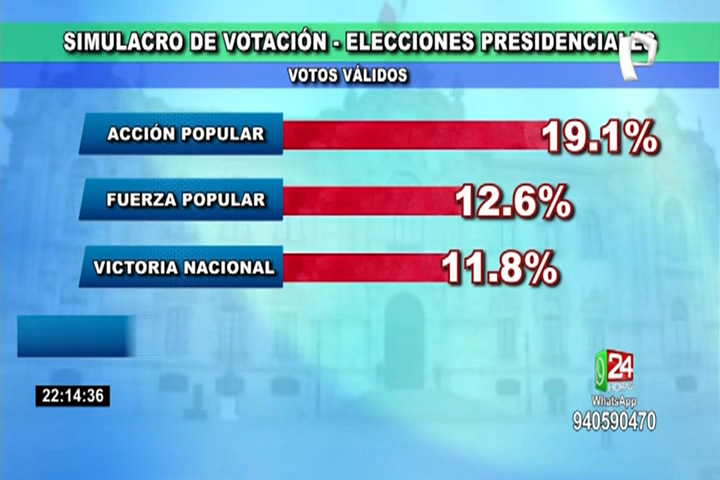 SIMULACRO DE VOTACIÓN - ELECCIONES PRESIDENCIALES
VOTOS VÁLIDOS
ACCIÓN POPULAR 19.1%
FUERZA POPULAR 12.6%
VICTORIA NACIONAL 11.8%
22:14:36
24
HORAS
WhatsApp
940590470